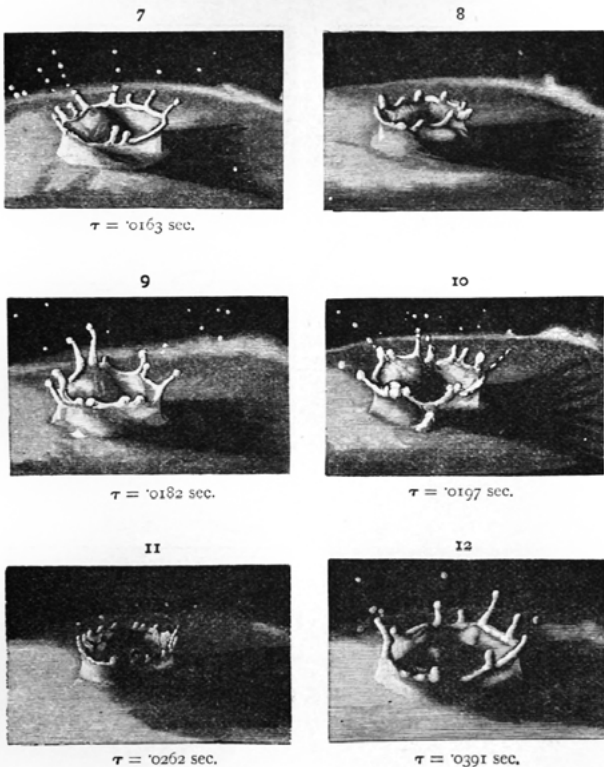 7 8
τ = ·0163 sec.
9 10
τ = ·0182 sec. τ = ·0197 sec.
11 12
τ = ·0262 sec. τ = ·0391 sec.